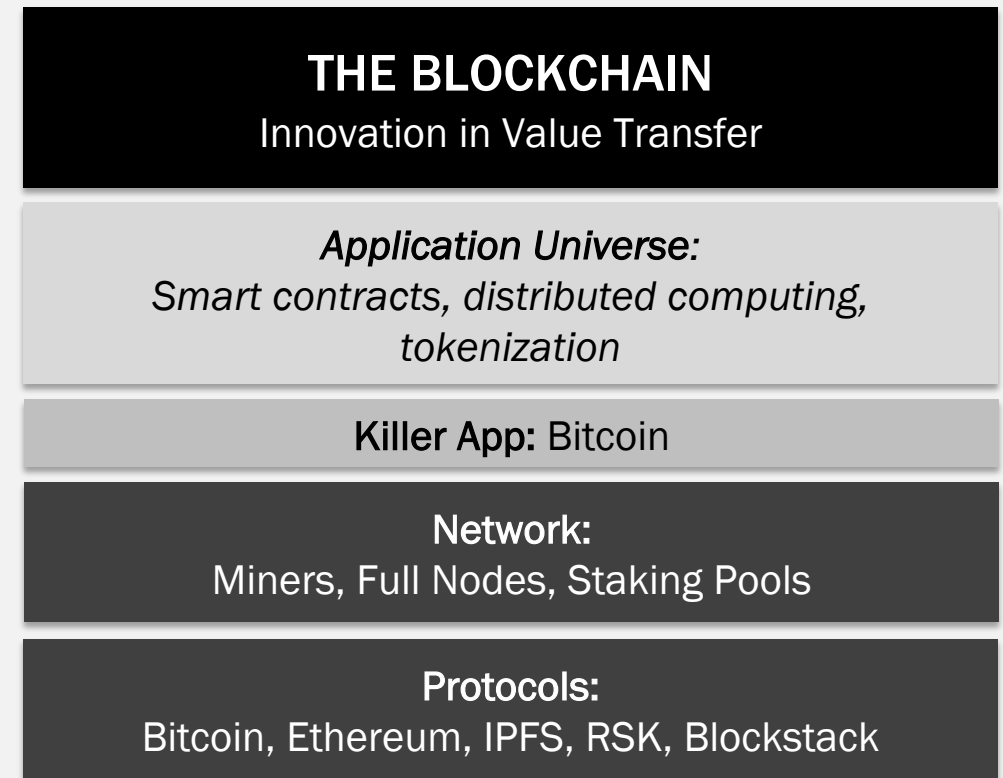 THE BLOCKCHAIN
Innovation in Value Transfer
Application Universe:
Smart contracts, distributed computing,
tokenization
Killer App: Bitcoin
Network:
Miners, Full Nodes, Staking Pools
Protocols:
Bitcoin, Ethereum, IPFS, RSK, Blockstack